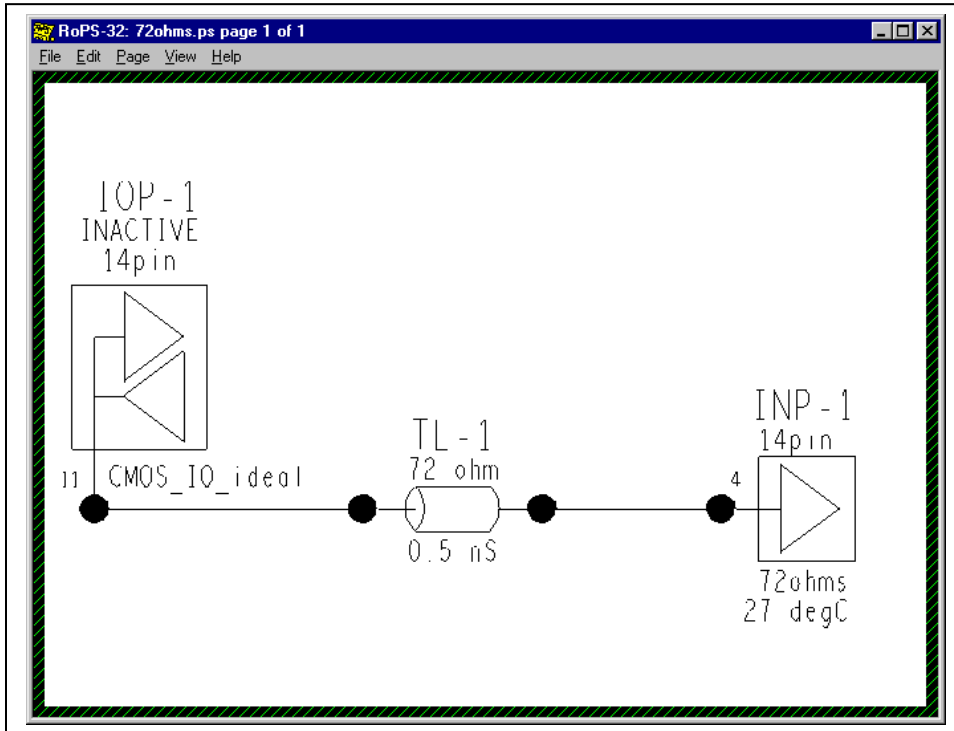 RoPS-32: 72ohms.ps page 1 of 1
File Edit Page View Help
IOP-1
INACTIVE
14pin
11
CMOS_IO_ideal
TL-1
72 ohm
0.5 nS
INP-1
14pin
4
72ohms
27 degC